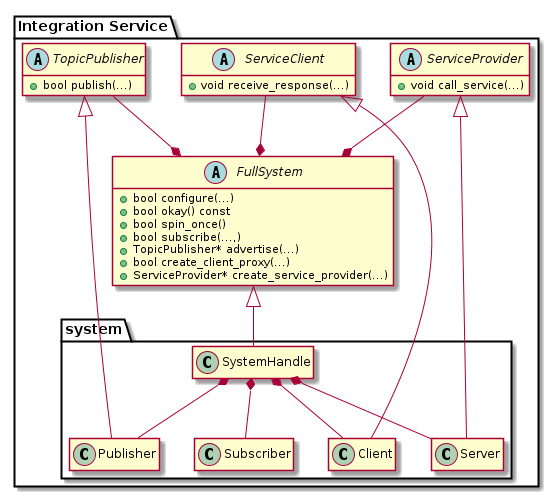 Integration Service
A TopicPublisher
bool publish(...)
A ServiceClient
void receive_response(...)
A ServiceProvider
void call_service(...)
A FullSystem
bool configure(...)
bool okay() const
bool spin_once()
bool subscribe(...,)
TopicPublisher* advertise(...)
bool create_client_proxy(...)
ServiceProvider* create_service_provider(...)
system
C SystemHandle
C Publisher
C Subscriber
C Client
C Server